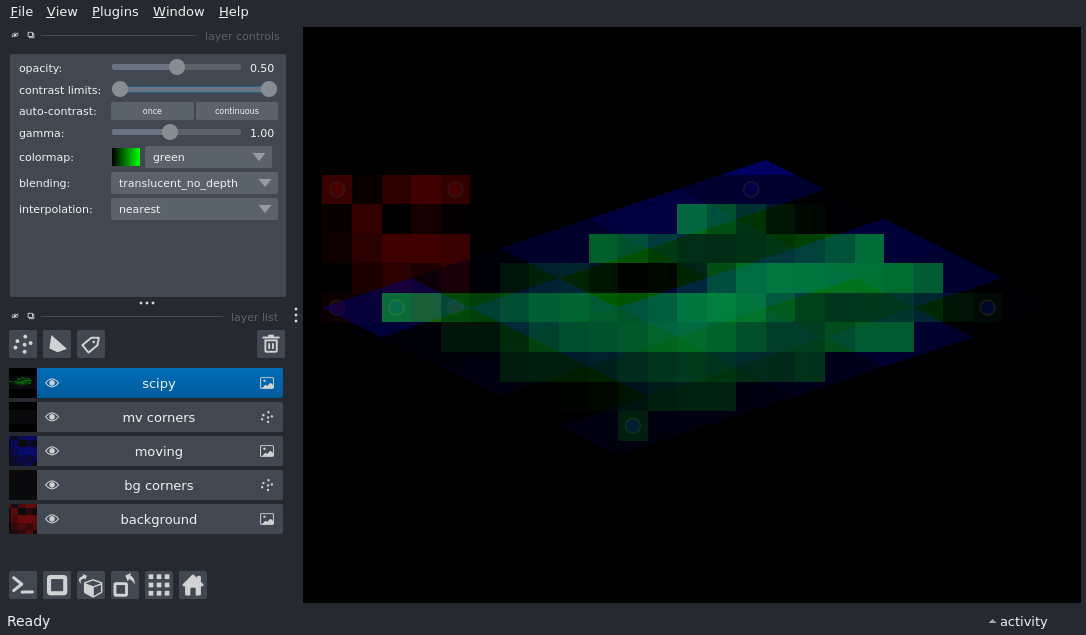 File View Plugins Window Help
layer controls
opacity: 0.50
contrast limits:
auto-contrast: once continuous
gamma: 1.00
colormap: green
blending: translucent_no_depth
interpolation: nearest
layer list
scipy
mv corners
moving
bg corners
background
Ready
activity